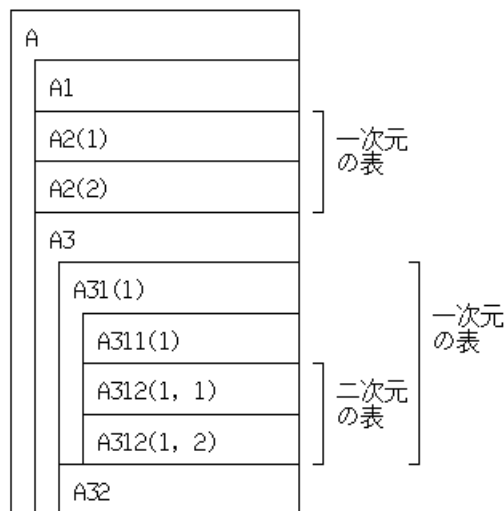 A
A1
A2(1)
A2(2)
一次元
の表
A3
A31(1)
A311(1)
A312(1, 1)
A312(1, 2)
二次元
の表
一次元
の表
A32